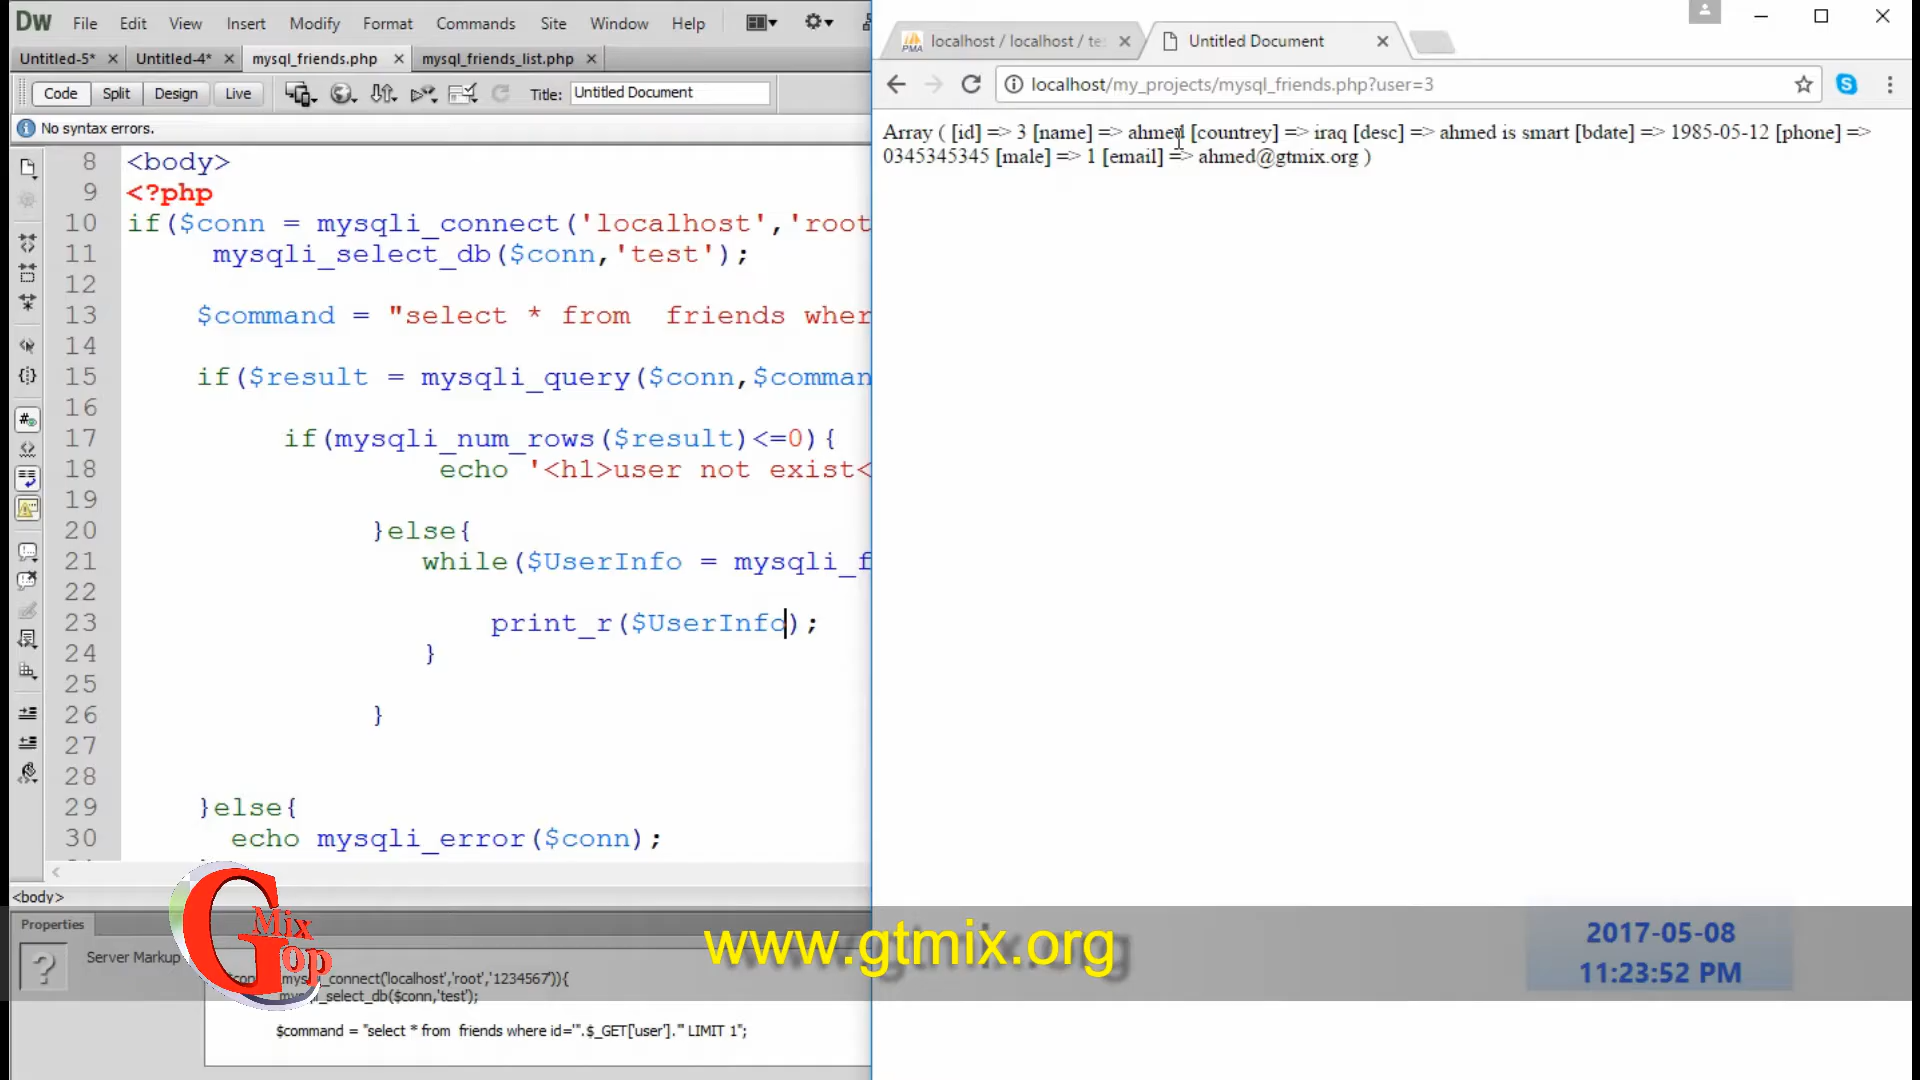 DW File Edit View Insert Modify Format Commands Site Window Help
Untitled-5* × Untitled-4* × mysql_friends.php × mysql_friends_list.php ×
Code Split Design Live Title: Untitled Document
No syntax errors.
8 <body>
9 <?php
10 if($conn = mysqli_connect('localhost','root
11 mysqli_select_db($conn,'test');
12
13 $command = "select * from friends wher
14
15 if($result = mysqli_query($conn,$comman
16
17 if(mysqli_num_rows($result)<=0){
18 echo '<h1>user not exist<
19
20 }else{
21 while($UserInfo = mysqli_f
22
23 print_r($UserInfo);
24 }
25
26 }
27
28
29 }else{
30 echo mysqli_error($conn);
<body>
Properties
Server Markup
mysqli_connect('localhost','root','1234567')){
_select_db($conn,'test');
$command = "select * from friends where id='".$_GET['user']."' LIMIT 1";
PMA localhost / localhost / te × Untitled Document ×
localhost/my_projects/mysql_friends.php?user=3
Array ( [id] => 3 [name] => ahmed [countrey] => iraq [desc] => ahmed is smart [bdate] => 1985-05-12 [phone] =>
0345345345 [male] => 1 [email] => ahmed@gtmix.org )
G Mix Top
www.gtmix.org
2017-05-08
11:23:52 PM